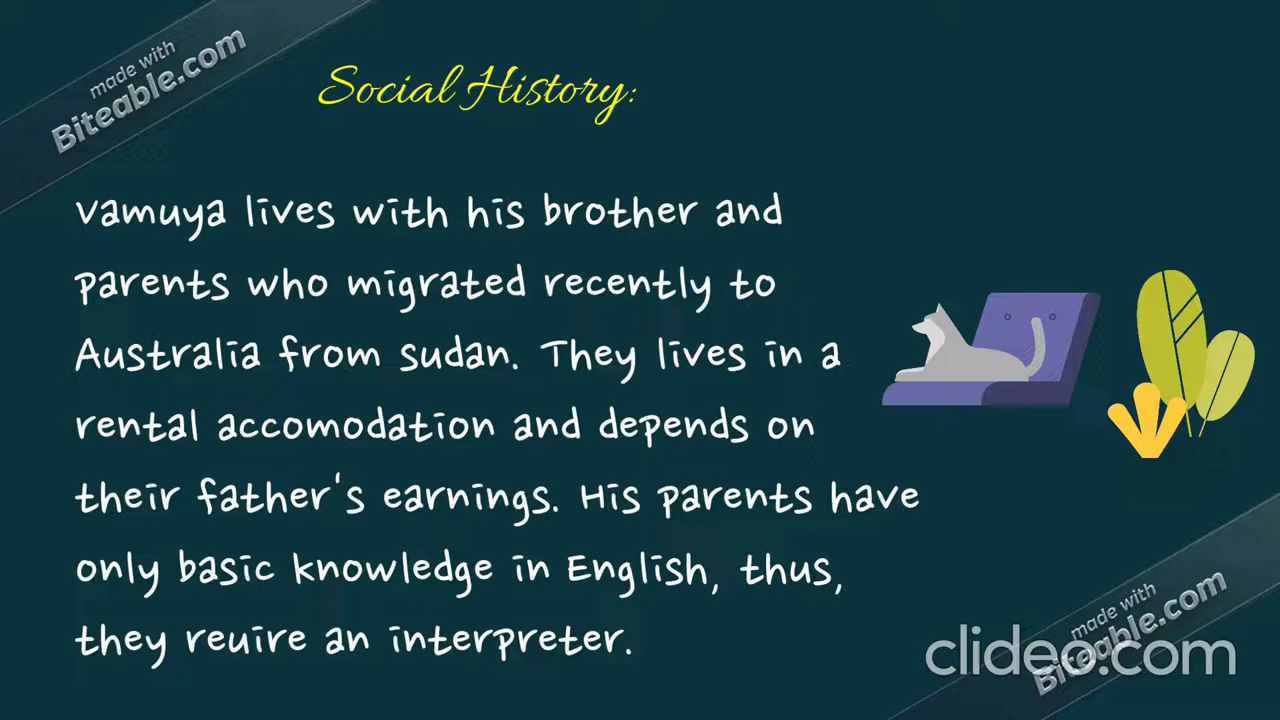 made with
Biteable.com
Social History:
Vamuya lives with his brother and
parents who migrated recently to
Australia from sudan. They lives in a
rental accomodation and depends on
their father's earnings. His parents have
only basic knowledge in English, thus,
they reuire an interpreter.
made with
Biteable.com
clideo.com